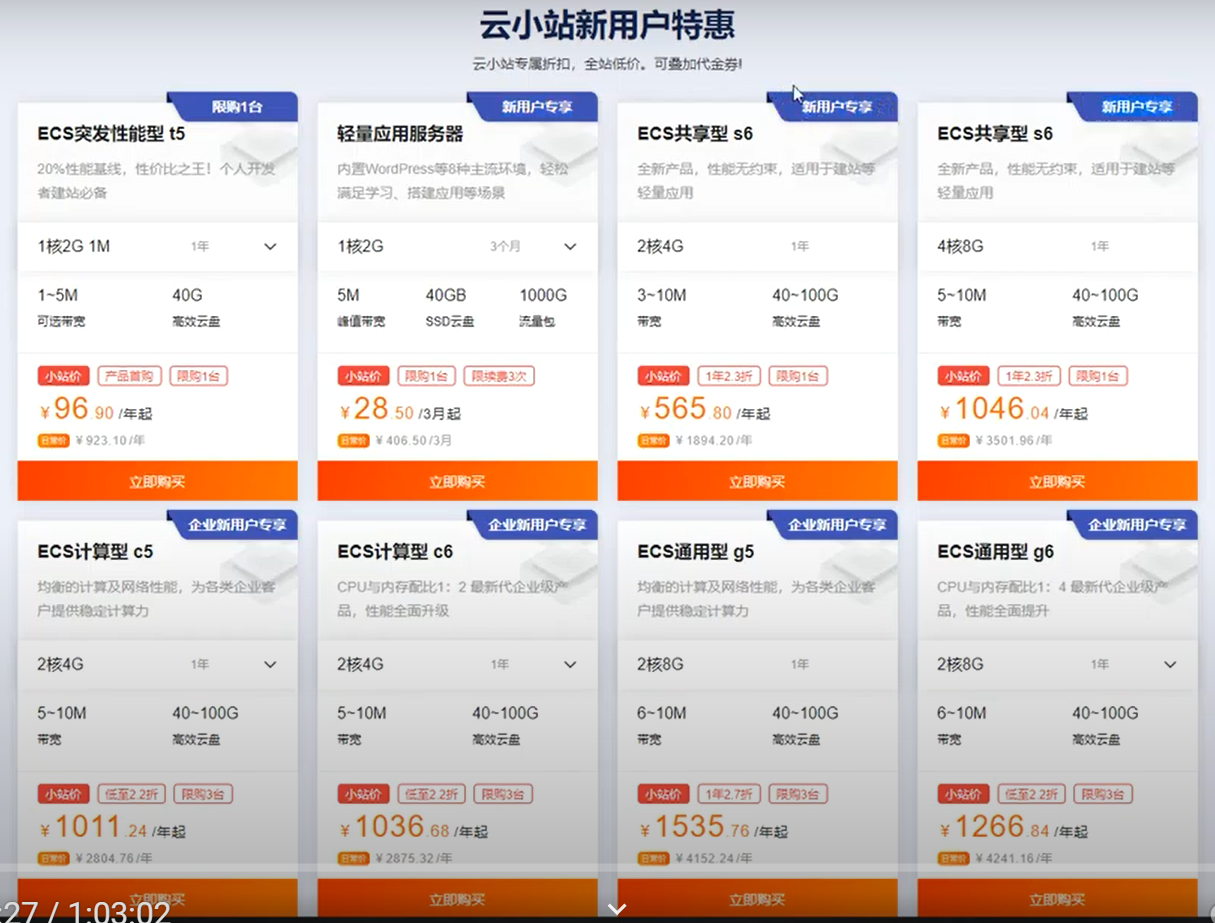 云小站新用户特惠
云小站专属折扣，全站低价。可叠加代金券!
限购1台
ECS突发性能型 t5
20%性能基线，性价比之王！个人开发
者建站必备
1核2G 1M 1年
1~5M 40G
可选带宽 高效云盘
小站价 产品首购 限购1台
¥ 96.90 /年起
日常价 ¥ 923.10/年
立即购买
新用户专享
轻量应用服务器
内置WordPress等8种主流环境，轻松
满足学习、搭建应用等场景
1核2G 3个月
5M 40GB 1000G
峰值带宽 SSD云盘 流量包
小站价 限购1台 限续费3次
¥ 28.50 /3月起
日常价 ¥ 406.50/3月
立即购买
新用户专享
ECS共享型 s6
全新产品，性能无约束，适用于建站等
轻量应用
2核4G 1年
3~10M 40~100G
带宽 高效云盘
小站价 1年2.3折 限购1台
¥ 565.80 /年起
日常价 ¥ 1894.20/年
立即购买
新用户专享
ECS共享型 s6
全新产品，性能无约束，适用于建站等
轻量应用
4核8G 1年
5~10M 40~100G
带宽 高效云盘
小站价 1年2.3折 限购1台
¥ 1046.04 /年起
日常价 ¥ 3501.96/年
立即购买
企业新用户专享
ECS计算型 c5
均衡的计算及网络性能，为各类企业客
户提供稳定计算力
2核4G 1年
5~10M 40~100G
带宽 高效云盘
小站价 低至2.2折 限购3台
¥ 1011.24 /年起
日常价 ¥ 2804.76/年
立即购买
企业新用户专享
ECS计算型 c6
CPU与内存配比1：2 最新代企业级产
品，性能全面升级
2核4G 1年
5~10M 40~100G
带宽 高效云盘
小站价 低至2.2折 限购3台
¥ 1036.68 /年起
日常价 ¥ 2875.32/年
立即购买
企业新用户专享
ECS通用型 g5
均衡的计算及网络性能，为各类企业客
户提供稳定计算力
2核8G 1年
6~10M 40~100G
带宽 高效云盘
小站价 1年2.7折 限购3台
¥ 1535.76 /年起
日常价 ¥ 4152.24/年
立即购买
企业新用户专享
ECS通用型 g6
CPU与内存配比1：4 最新代企业级产
品，性能全面提升
2核8G 1年
6~10M 40~100G
带宽 高效云盘
小站价 低至2.2折 限购3台
¥ 1266.84 /年起
日常价 ¥ 4241.16/年
立即购买
:27 / 1:03:02